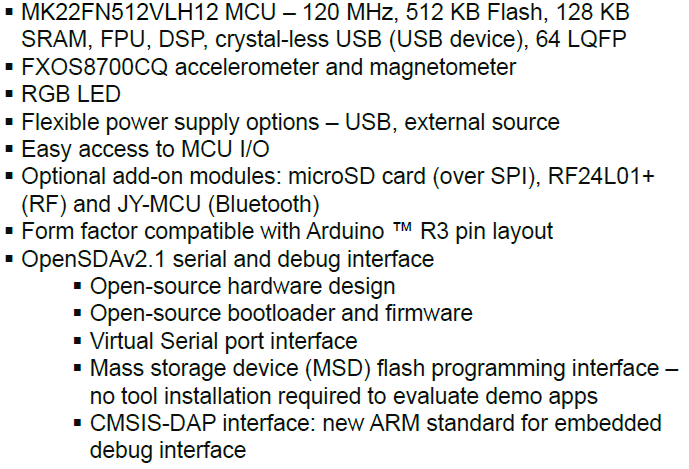 ▪ MK22FN512VLH12 MCU – 120 MHz, 512 KB Flash, 128 KB
SRAM, FPU, DSP, crystal-less USB (USB device), 64 LQFP
▪ FXOS8700CQ accelerometer and magnetometer
▪ RGB LED
▪ Flexible power supply options – USB, external source
▪ Easy access to MCU I/O
▪ Optional add-on modules: microSD card (over SPI), RF24L01+
(RF) and JY-MCU (Bluetooth)
▪ Form factor compatible with Arduino ™ R3 pin layout
▪ OpenSDAv2.1 serial and debug interface
▪ Open-source hardware design
▪ Open-source bootloader and firmware
▪ Virtual Serial port interface
▪ Mass storage device (MSD) flash programming interface –
no tool installation required to evaluate demo apps
▪ CMSIS-DAP interface: new ARM standard for embedded
debug interface